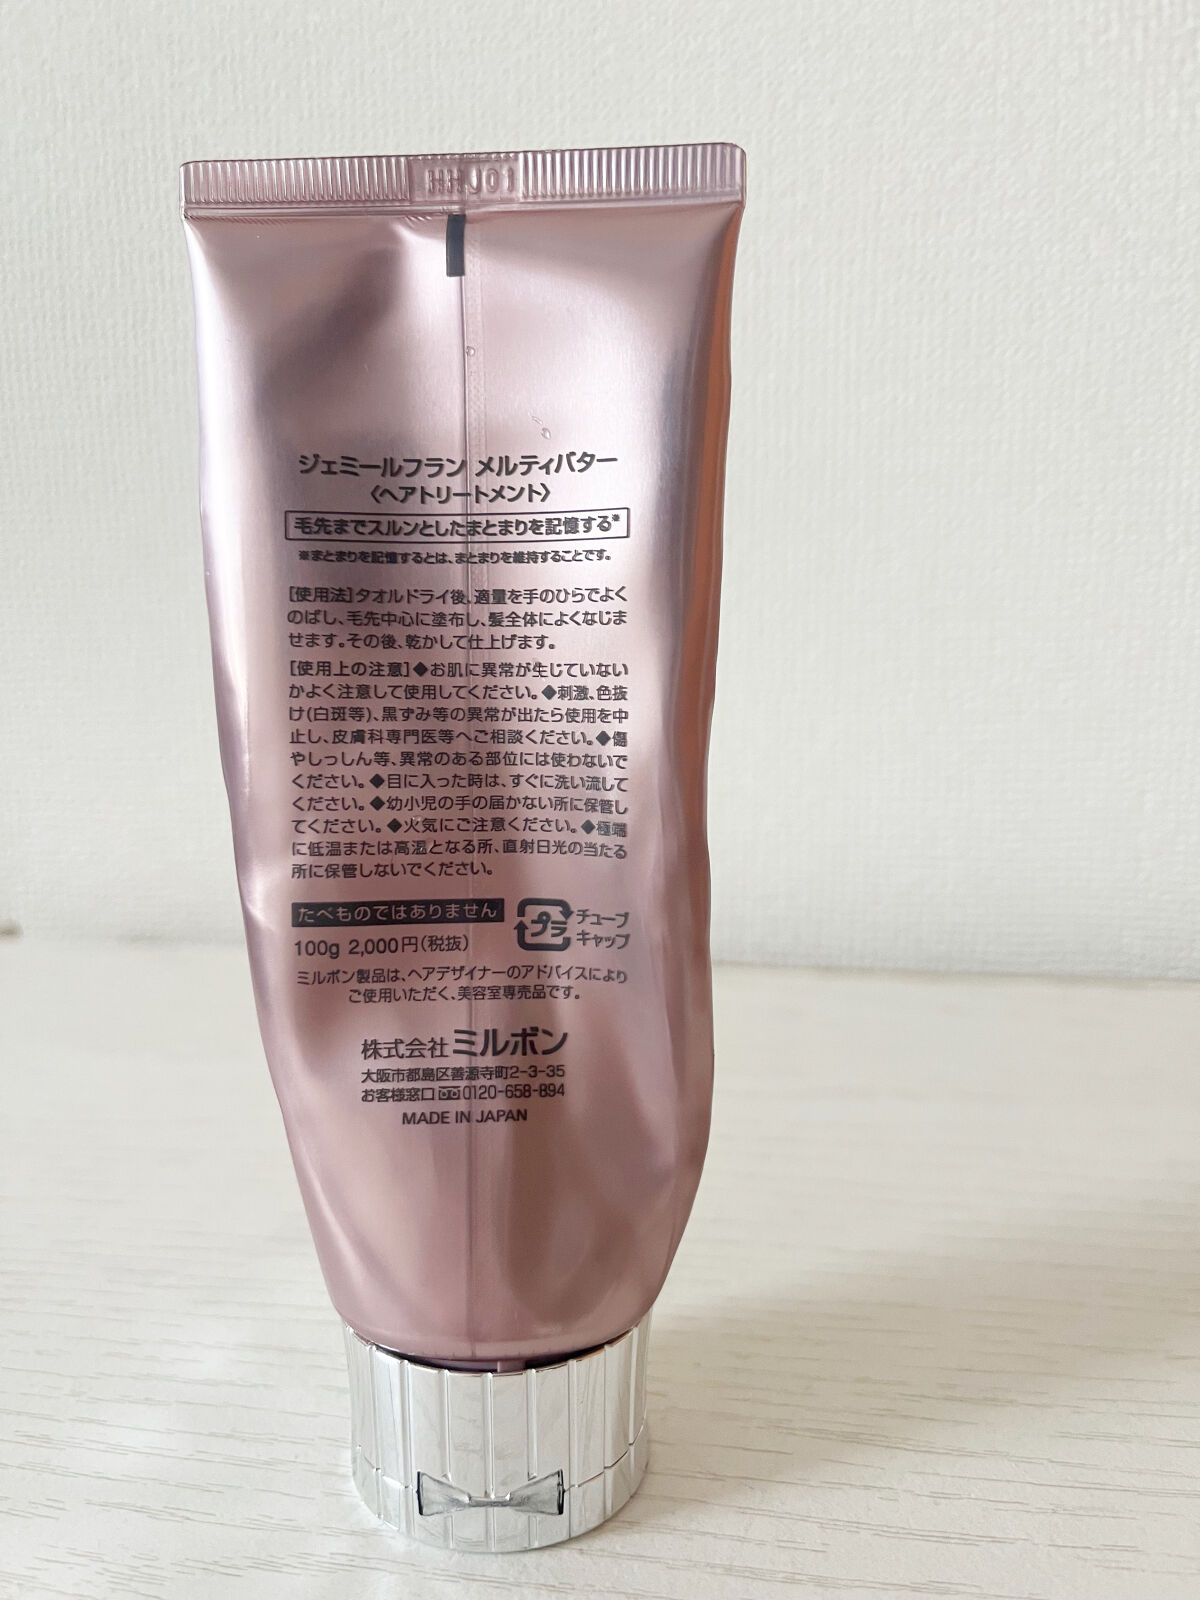 HHJ01
ジェミールフラン メルティバター
〈ヘアトリートメント〉
毛先までスルンとしたまとまりを記憶する※
※まとまりを記憶するとは、まとまりを維持することです。
[使用法]タオルドライ後、適量を手のひらでよく
のばし、毛先中心に塗布し、髪全体によくなじま
せます。その後、乾かして仕上げます。
[使用上の注意]◆お肌に異常が生じていない
かよく注意して使用してください。◆刺激、色抜
け(白斑等)、黒ずみ等の異常が出たら使用を中
止し、皮膚科専門医等へご相談ください。◆傷
やしっしん等、異常のある部位には使わないで
ください。◆目に入った時は、すぐに洗い流して
ください。◆幼小児の手の届かない所に保管し
てください。◆火気にご注意ください。◆極端
に低温または高温となる所、直射日光の当たる
所に保管しないでください。
たべものではありません
プラ
チューブ
キャップ
100g 2,000円(税抜)
ミルボン製品は、ヘアデザイナーのアドバイスにより
ご使用いただく、美容室専売品です。
株式会社ミルボン
大阪市都島区善源寺町2-3-35
お客様窓口 0120-658-894
MADE IN JAPAN